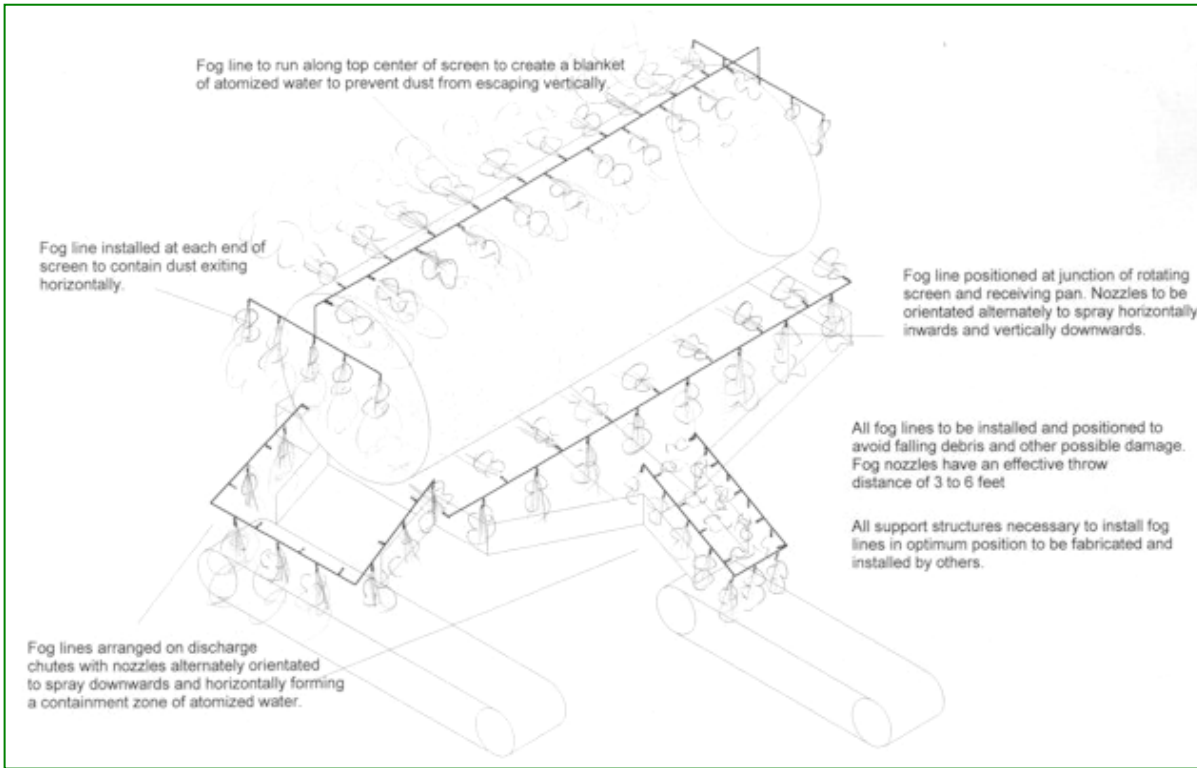 Fog line to run along top center of screen to create a blanket
of atomized water to prevent dust from escaping vertically.
Fog line installed at each end of
screen to contain dust exiting
horizontally.
Fog line positioned at junction of rotating
screen and receiving pan. Nozzles to be
orientated alternately to spray horizontally
inwards and vertically downwards.
All fog lines to be installed and positioned to
avoid falling debris and other possible damage.
Fog nozzles have an effective throw
distance of 3 to 6 feet
All support structures necessary to install fog
lines in optimum position to be fabricated and
installed by others.
Fog lines arranged on discharge
chutes with nozzles alternately orientated
to spray downwards and horizontally forming
a containment zone of atomized water.